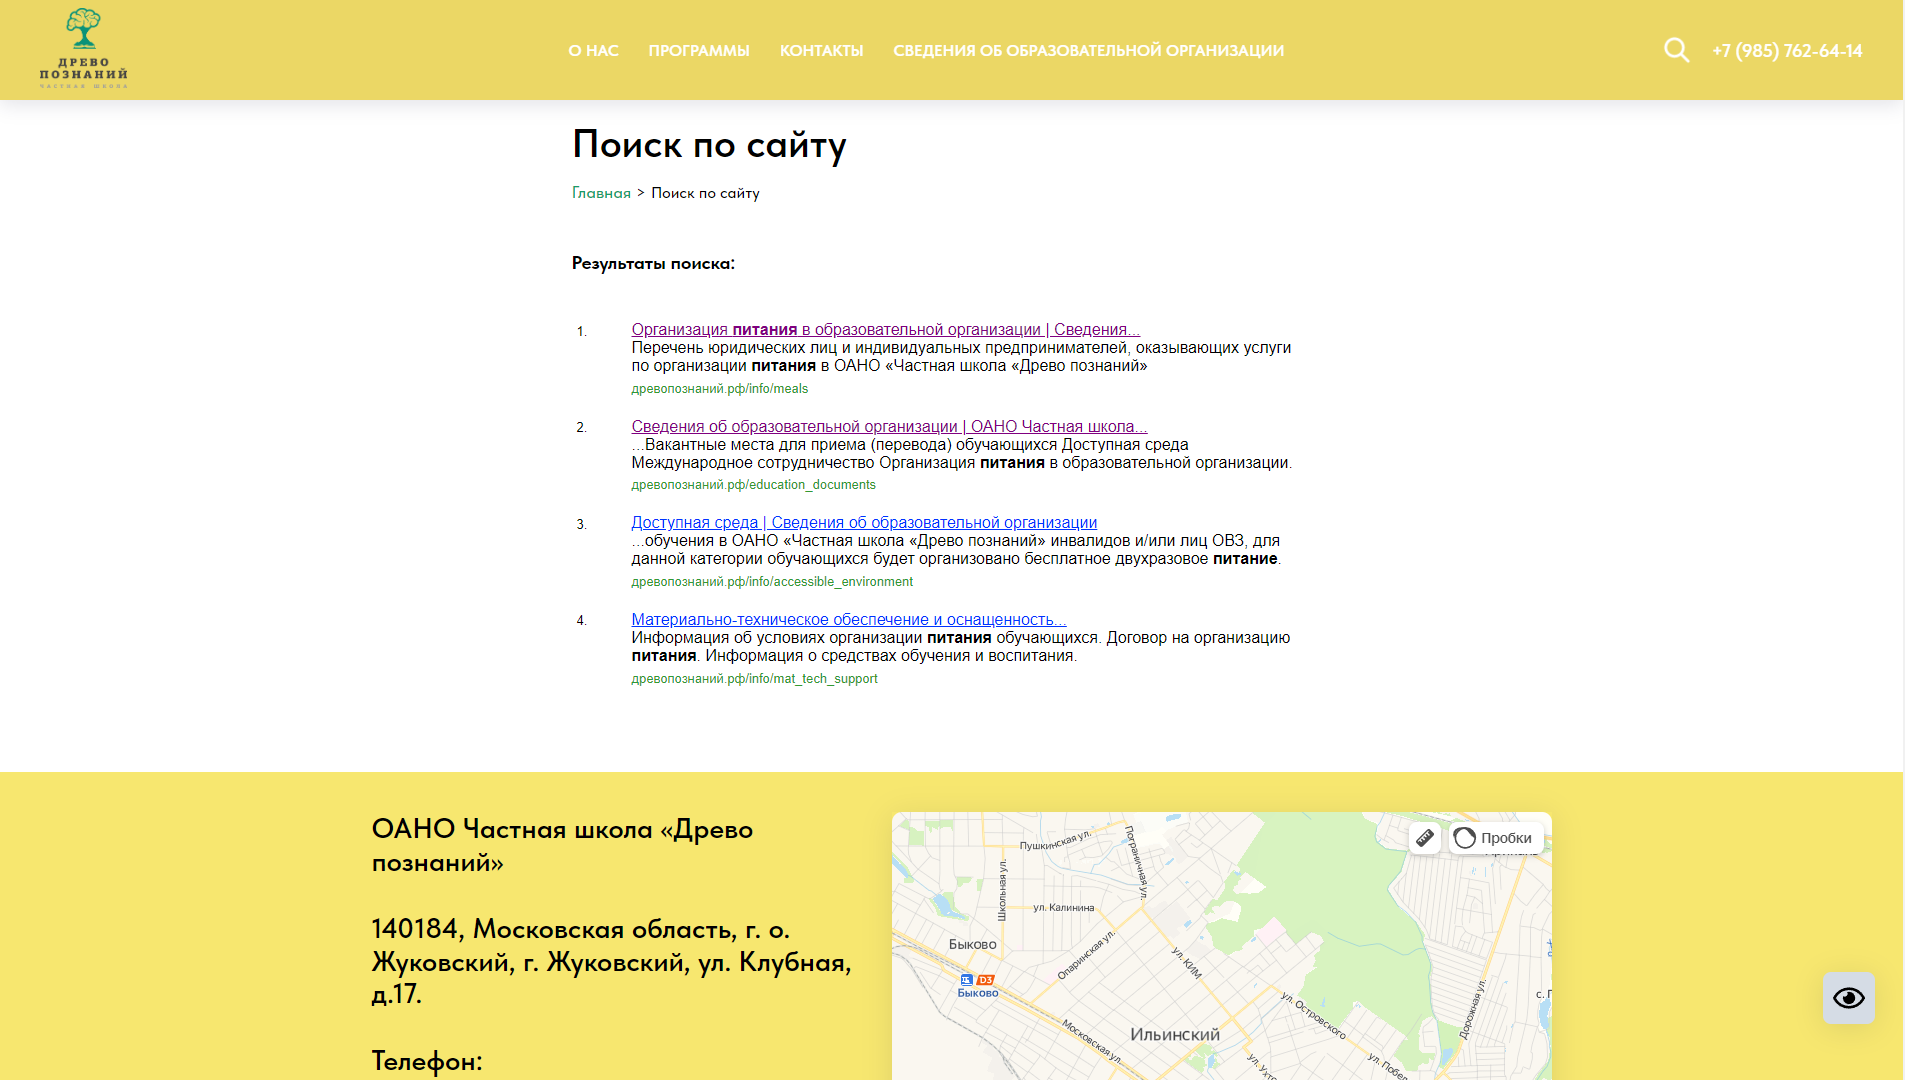 ДРЕВО
ПОЗНАНИЙ
ЧАСТНАЯ ШКОЛА
О НАС ПРОГРАММЫ КОНТАКТЫ СВЕДЕНИЯ ОБ ОБРАЗОВАТЕЛЬНОЙ ОРГАНИЗАЦИИ
+7 (985) 762-64-14
Поиск по сайту
Главная > Поиск по сайту
Результаты поиска:
1. Организация питания в образовательной организации | Сведения...
Перечень юридических лиц и индивидуальных предпринимателей, оказывающих услуги
по организации питания в ОАНО «Частная школа «Древо познаний»
древопознаний.рф/info/meals
2. Сведения об образовательной организации | ОАНО Частная школа...
...Вакантные места для приема (перевода) обучающихся Доступная среда
Международное сотрудничество Организация питания в образовательной организации.
древопознаний.рф/education_documents
3. Доступная среда | Сведения об образовательной организации
...обучения в ОАНО «Частная школа «Древо познаний» инвалидов и/или лиц ОВЗ, для
данной категории обучающихся будет организовано бесплатное двухразовое питание.
древопознаний.рф/info/accessible_environment
4. Материально-техническое обеспечение и оснащенность...
Информация об условиях организации питания обучающихся. Договор на организацию
питания. Информация о средствах обучения и воспитания.
древопознаний.рф/info/mat_tech_support
ОАНО Частная школа «Древо
познаний»
140184, Московская область, г. о.
Жуковский, г. Жуковский, ул. Клубная,
д.17.
Телефон:
Пробки
Пушкинская ул.
Пограничная ул.
Школьная ул.
ул. Калинина
Быково
Опаринская ул.
ул. КИМ
D3
Быково
ул. Островского
Дорожная ул.
Московская ул.
Ильинский